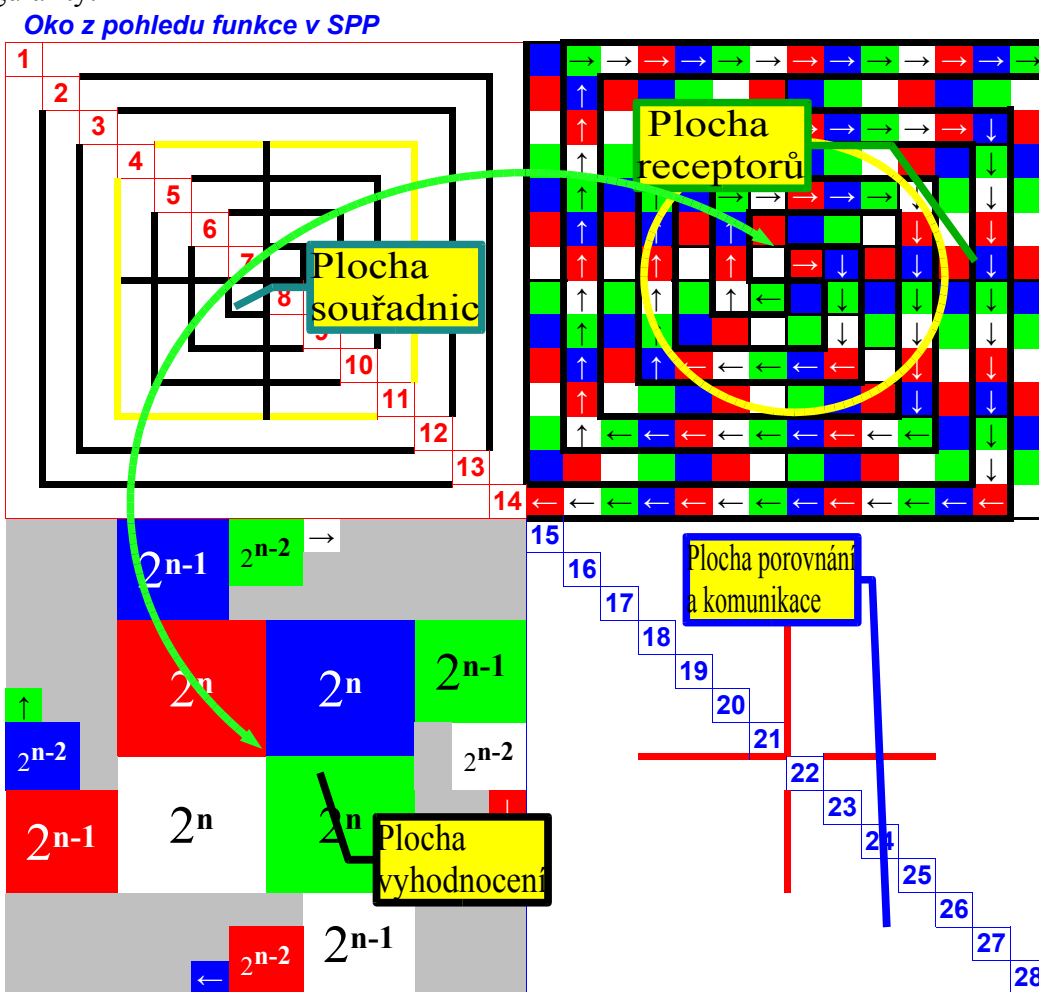 Oko z pohledu funkce v SPP
1
2
3
4
5
6
7
8
9
10
11
12
13
14
Plocha
souřadnic
Plocha
receptorů
→ → → → → → → → → → → → →
2n-1
2n-2
→
2n
2n
2n-1
↑
2n-2
2n-2
2n-1
2n
2n
↓
Plocha
vyhodnocení
2n-1
2n-2
←
15
16
17
18
19
20
21
22
23
24
25
26
27
28
Plocha porovnání
a komunikace